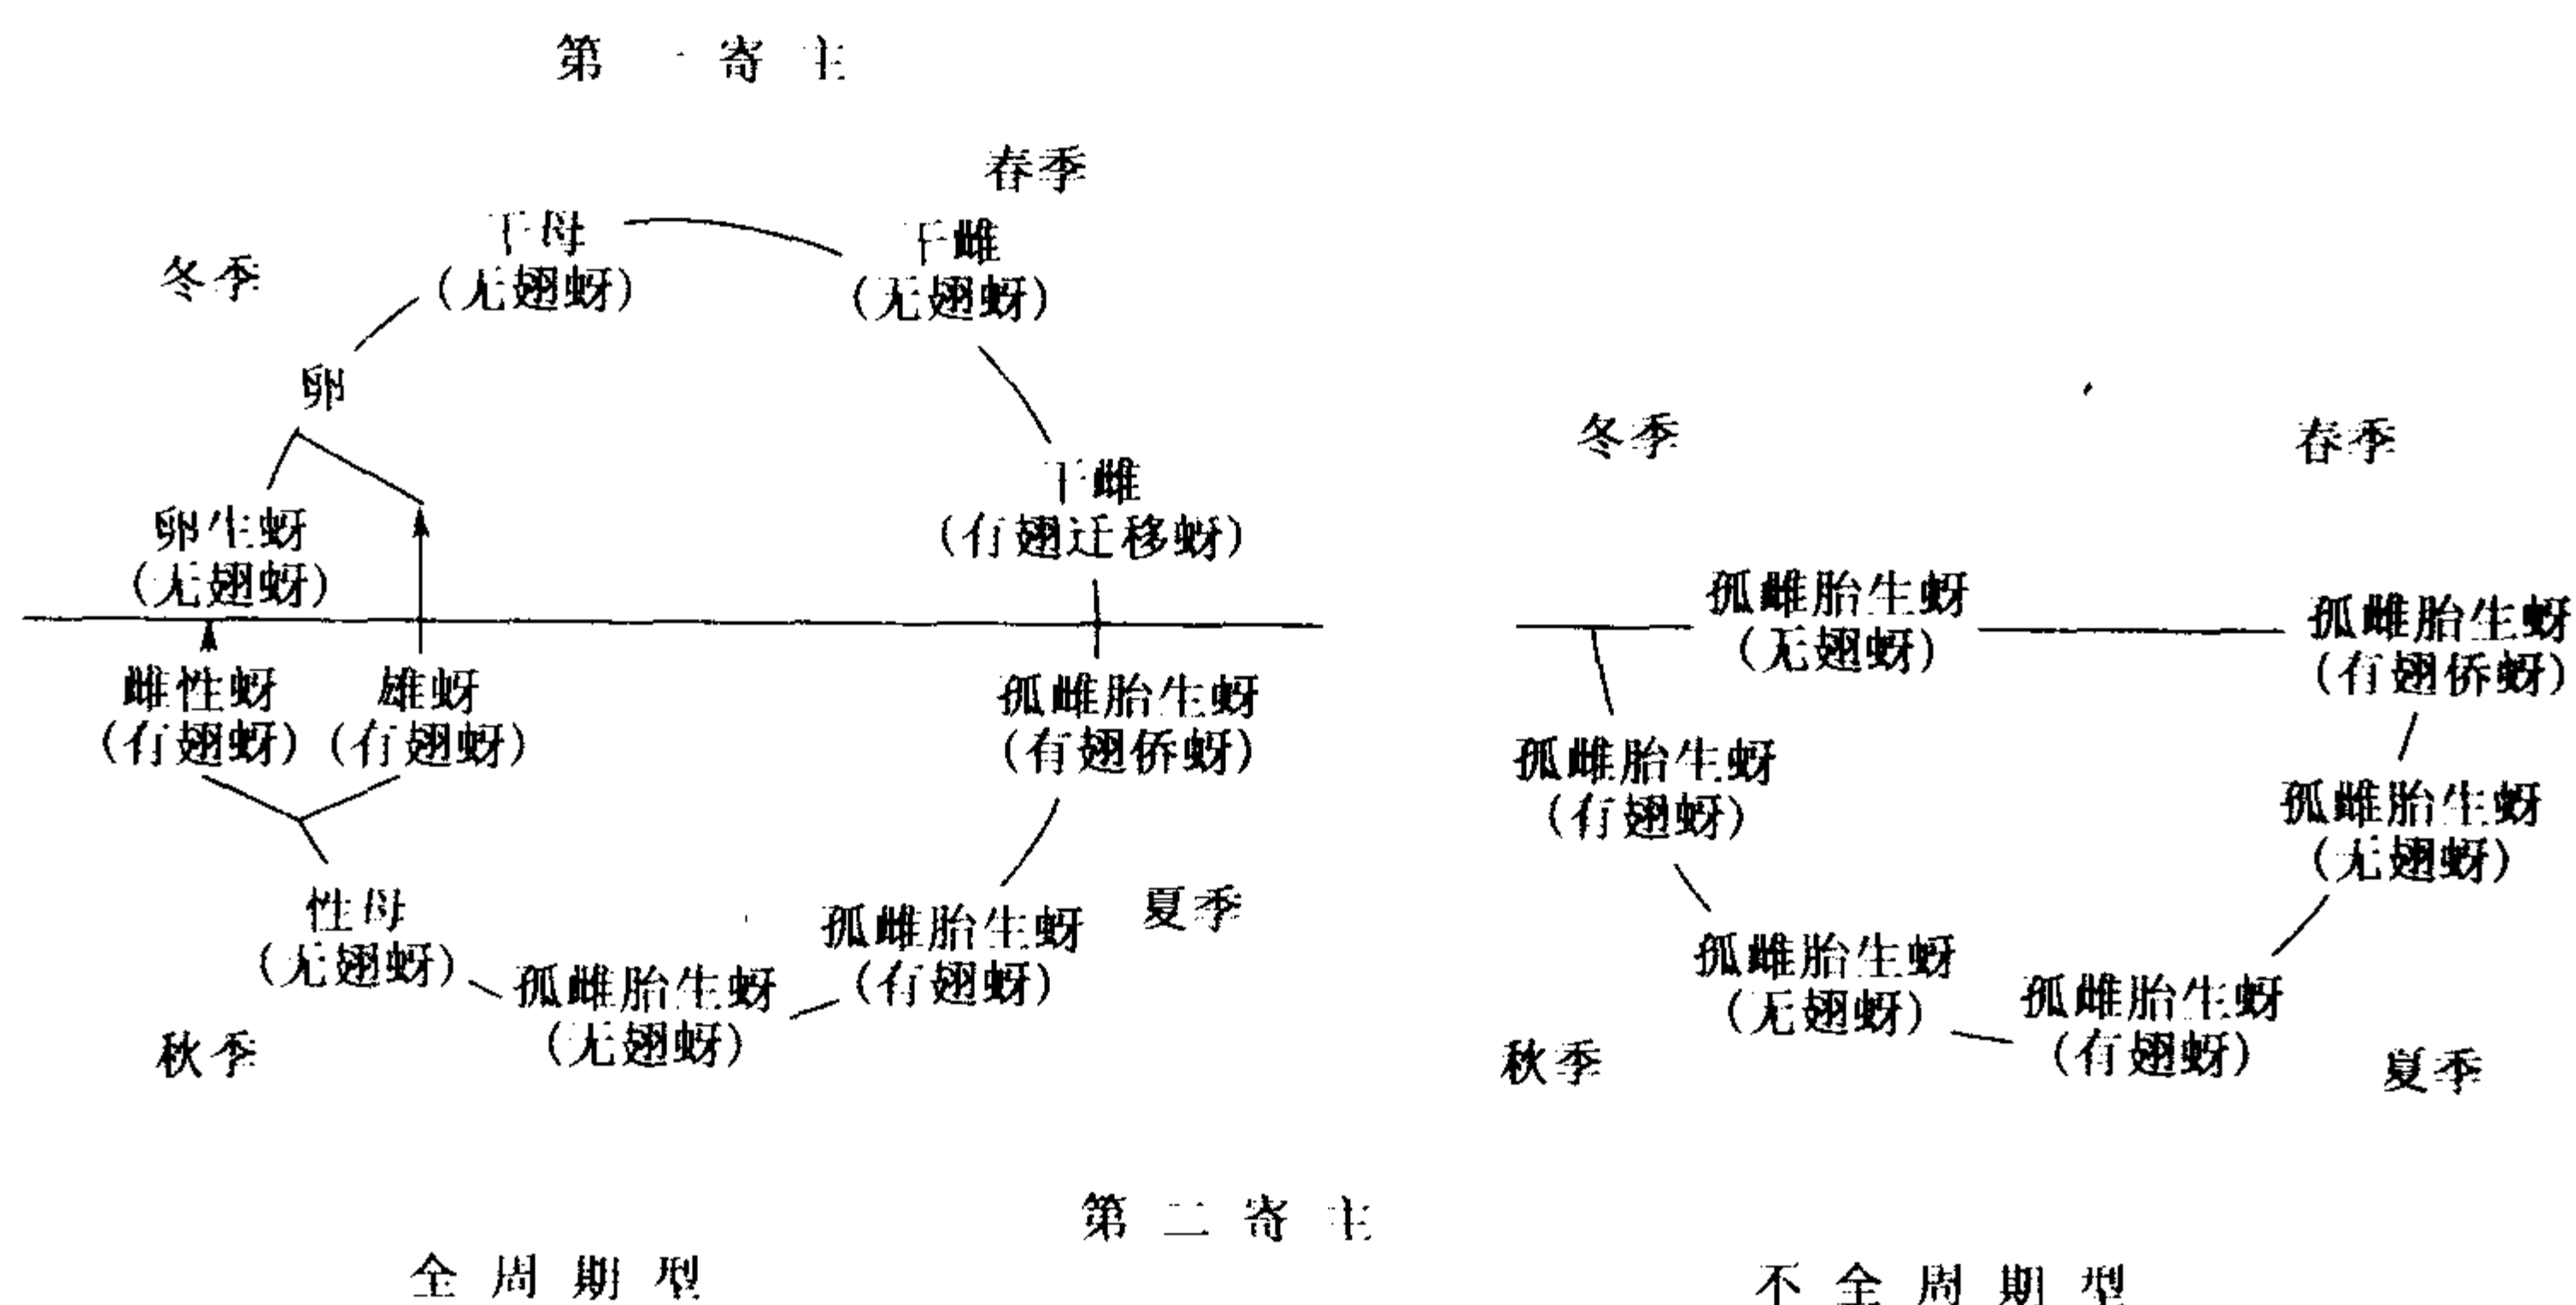 第一寄主
春季
冬季
干母
(无翅蚜)
干雌
(无翅蚜)
卵
干雌
(有翅迁移蚜)
卵生蚜
(无翅蚜)
雌性蚜
(有翅蚜)
雄蚜
(有翅蚜)
孤雌胎生蚜
(有翅侨蚜)
性母
(无翅蚜)
孤雌胎生蚜
(无翅蚜)
孤雌胎生蚜
(有翅蚜)
夏季
秋季
冬季
春季
孤雌胎生蚜
(无翅蚜)
孤雌胎生蚜
(有翅侨蚜)
孤雌胎生蚜
(有翅蚜)
孤雌胎生蚜
(无翅蚜)
孤雌胎生蚜
(无翅蚜)
孤雌胎生蚜
(有翅蚜)
秋季
夏季
第二寄主
全周期型
不全周期型